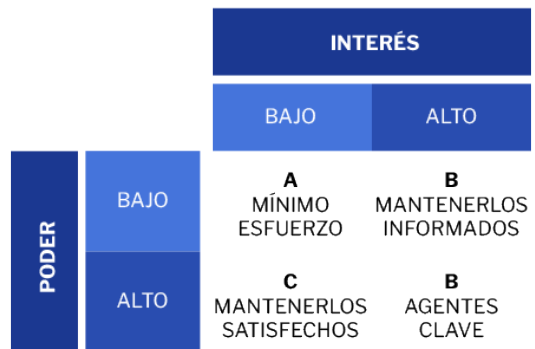 INTERÉS
BAJO
ALTO
PODER
BAJO
A
MÍNIMO
ESFUERZO
B
MANTENERLOS
INFORMADOS
ALTO
C
MANTENERLOS
SATISFECHOS
B
AGENTES
CLAVE